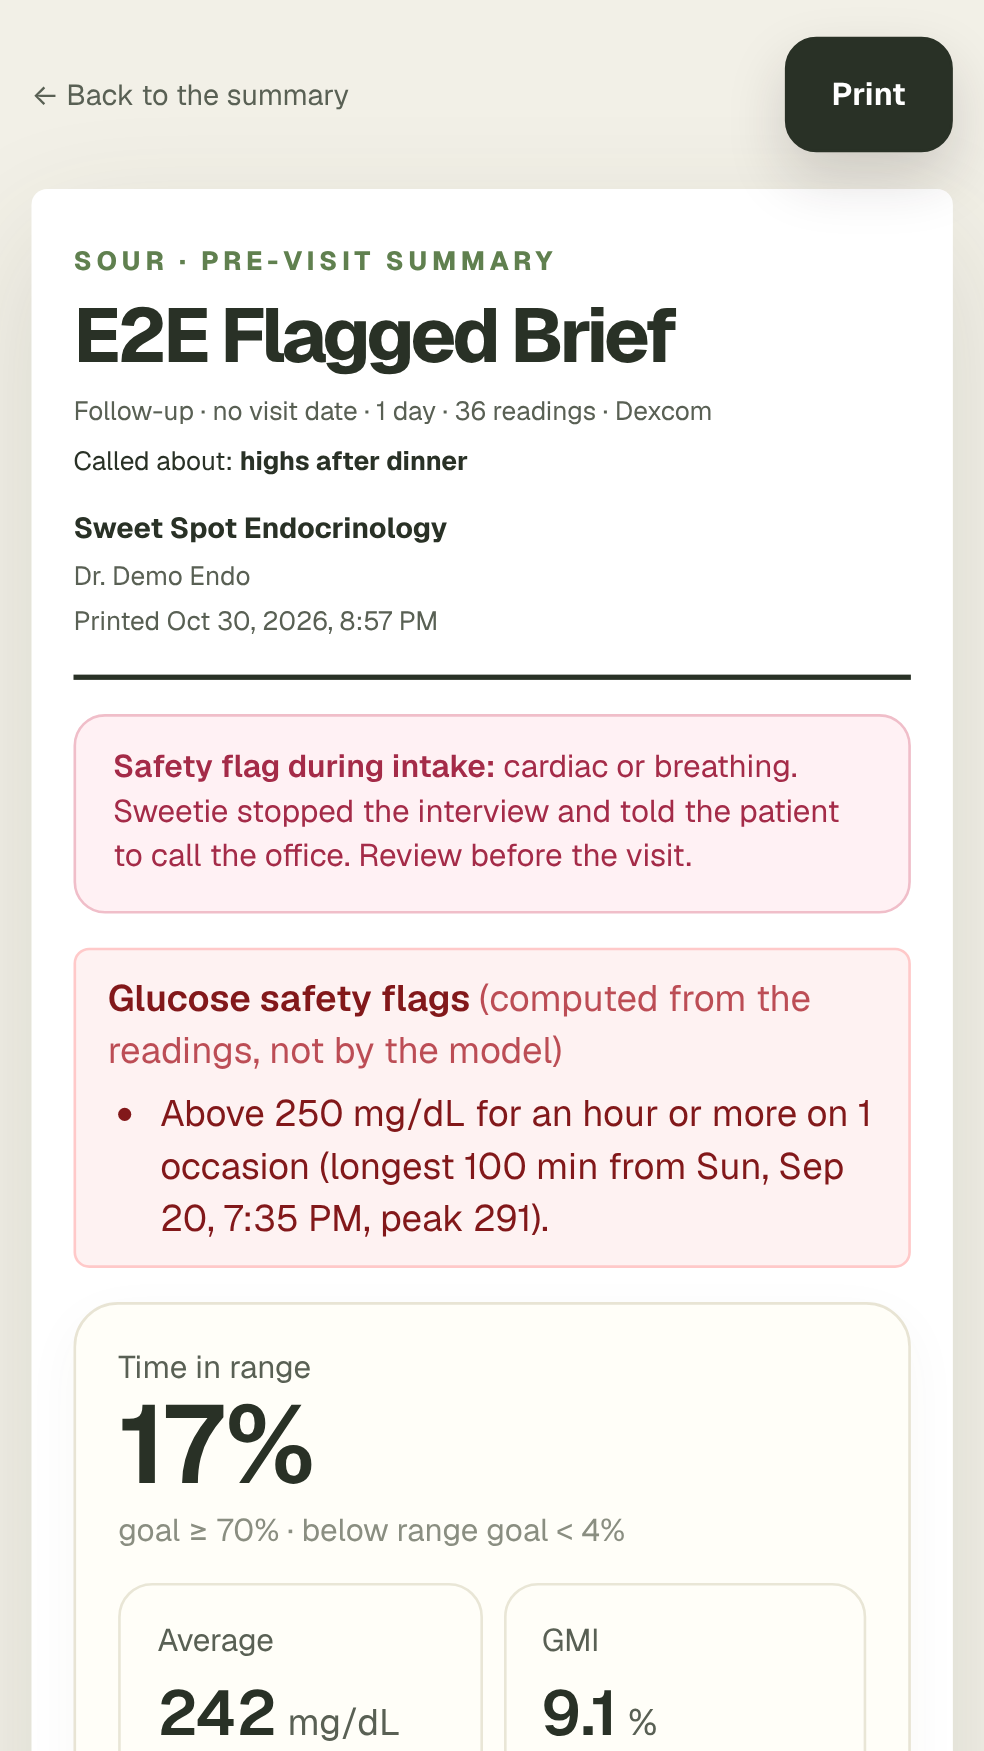 ← Back to the summary
Print
SOUR · PRE-VISIT SUMMARY
E2E Flagged Brief
Follow-up · no visit date · 1 day · 36 readings · Dexcom
Called about: highs after dinner
Sweet Spot Endocrinology
Dr. Demo Endo
Printed Oct 30, 2026, 8:57 PM
Safety flag during intake: cardiac or breathing.
Sweetie stopped the interview and told the patient
to call the office. Review before the visit.
Glucose safety flags (computed from the
readings, not by the model)
• Above 250 mg/dL for an hour or more on 1
occasion (longest 100 min from Sun, Sep
20, 7:35 PM, peak 291).
Time in range
17%
goal ≥ 70% · below range goal < 4%
Average
242 mg/dL
GMI
9.1 %